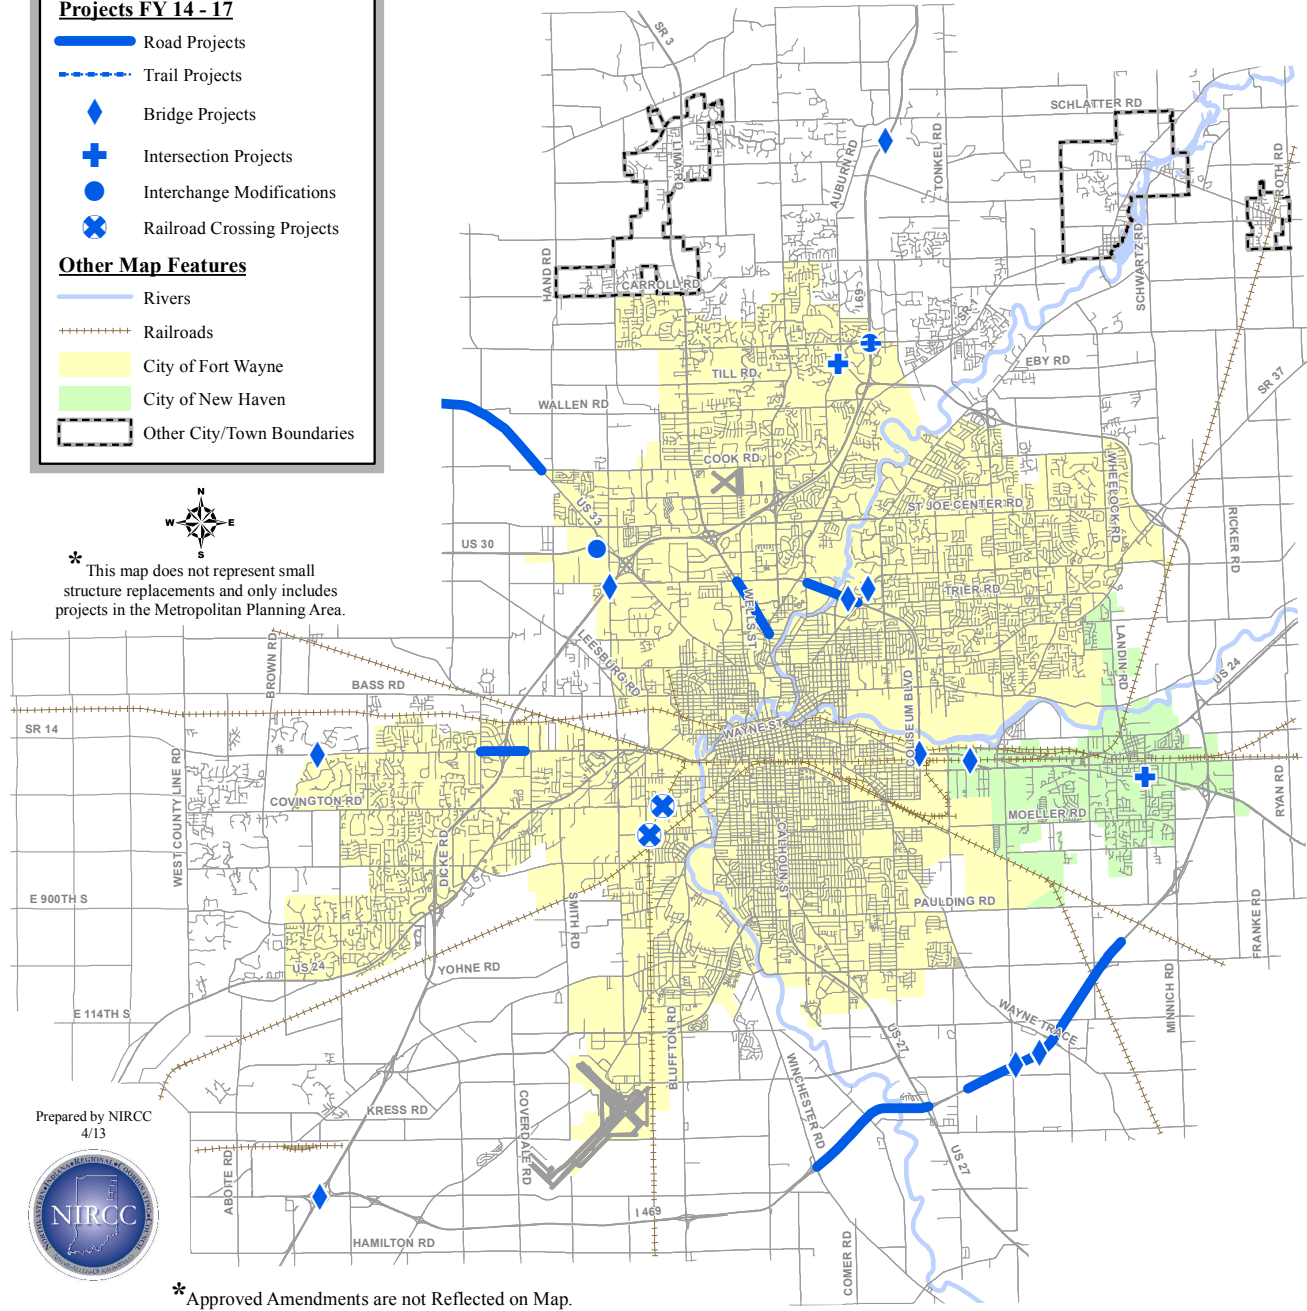 Projects FY 14 - 17
Road Projects
Trail Projects
Bridge Projects
Intersection Projects
Interchange Modifications
Railroad Crossing Projects
Other Map Features
Rivers
Railroads
City of Fort Wayne
City of New Haven
Other City/Town Boundaries
N
W E
S
* This map does not represent small
structure replacements and only includes
projects in the Metropolitan Planning Area.
SR 3
SCHLATTER RD
LIMA RD
AUBURN RD
TONKEL RD
ROTH RD
HAND RD
CARROLL RD
I 69
SCHWARTZ RD
SR 1
EBY RD
TILL RD
SR 37
WALLEN RD
COOK RD
WHEELOCK RD
US 33
ST JOE CENTER RD
RICKER RD
US 30
WELLS ST
TRIER RD
LEESBURG RD
BROWN RD
LANDIN RD
BASS RD
US 24
COLISEUM BLVD
SR 14
WAYNE ST
WEST COUNTY LINE RD
COVINGTON RD
RYAN RD
MOELLER RD
DICKE RD
CALHOUN ST
E 900TH S
SMITH RD
PAULDING RD
FRANKE RD
US 24
YOHNE RD
MINNICH RD
E 114TH S
WAYNE TRACE
US 27
BLUFFTON RD
WINCHESTER RD
KRESS RD
COVERDALE RD
US 27
ABOITE RD
I 469
HAMILTON RD
COMER RD
Prepared by NIRCC
4/13
NORTHEASTERN•INDIANA•REGIONAL•COORDINATING•COUNCIL
NIRCC
* Approved Amendments are not Reflected on Map.